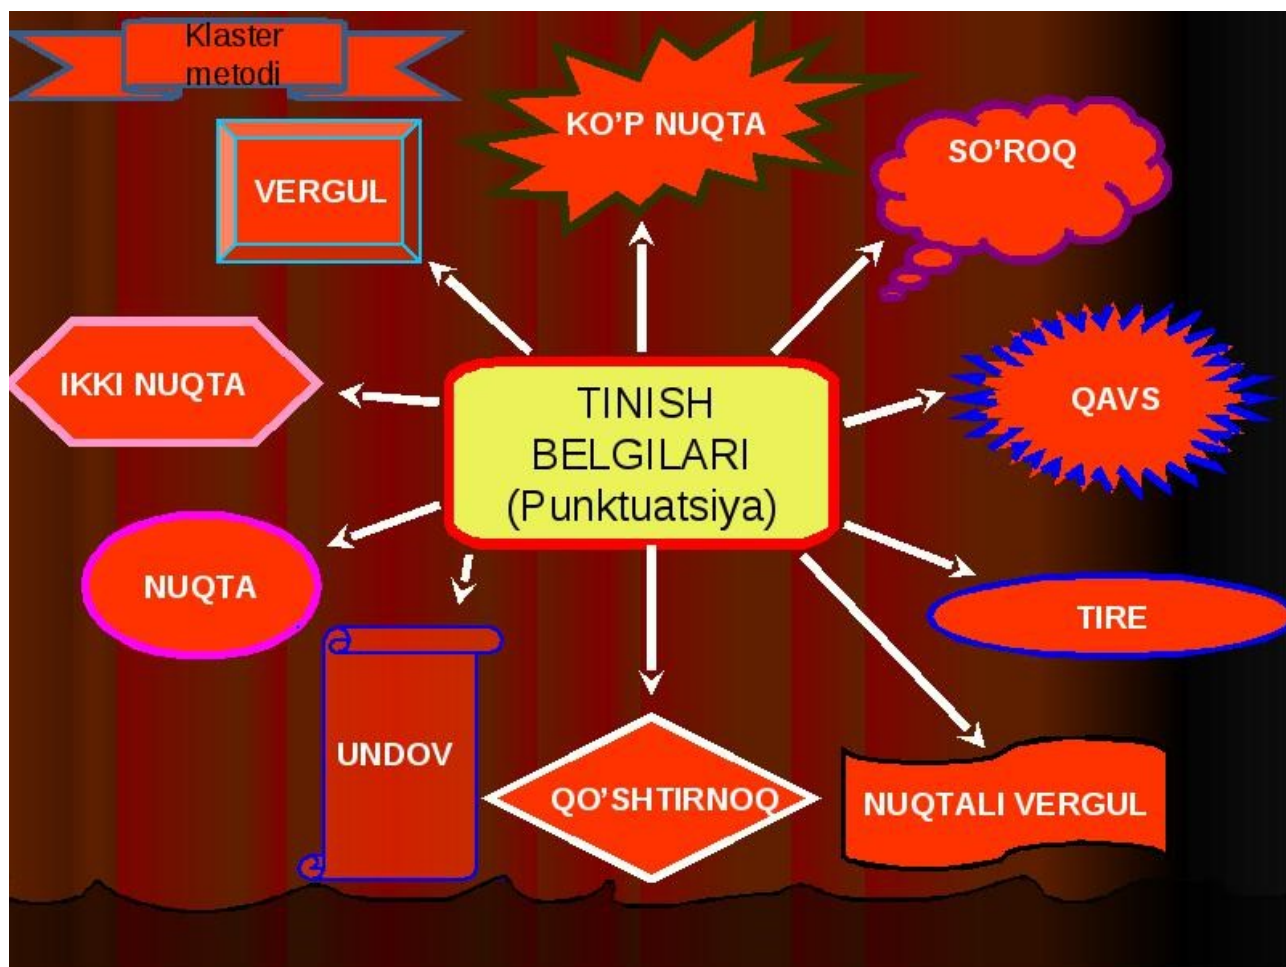 Klaster
metodi
KO’P NUQTA
SO’ROQ
VERGUL
IKKI NUQTA
TINISH
BELGILARI
(Punktuatsiya)
QAVS
NUQTA
TIRE
UNDOV
QO’SHTIRNOQ
NUQTALI VERGUL